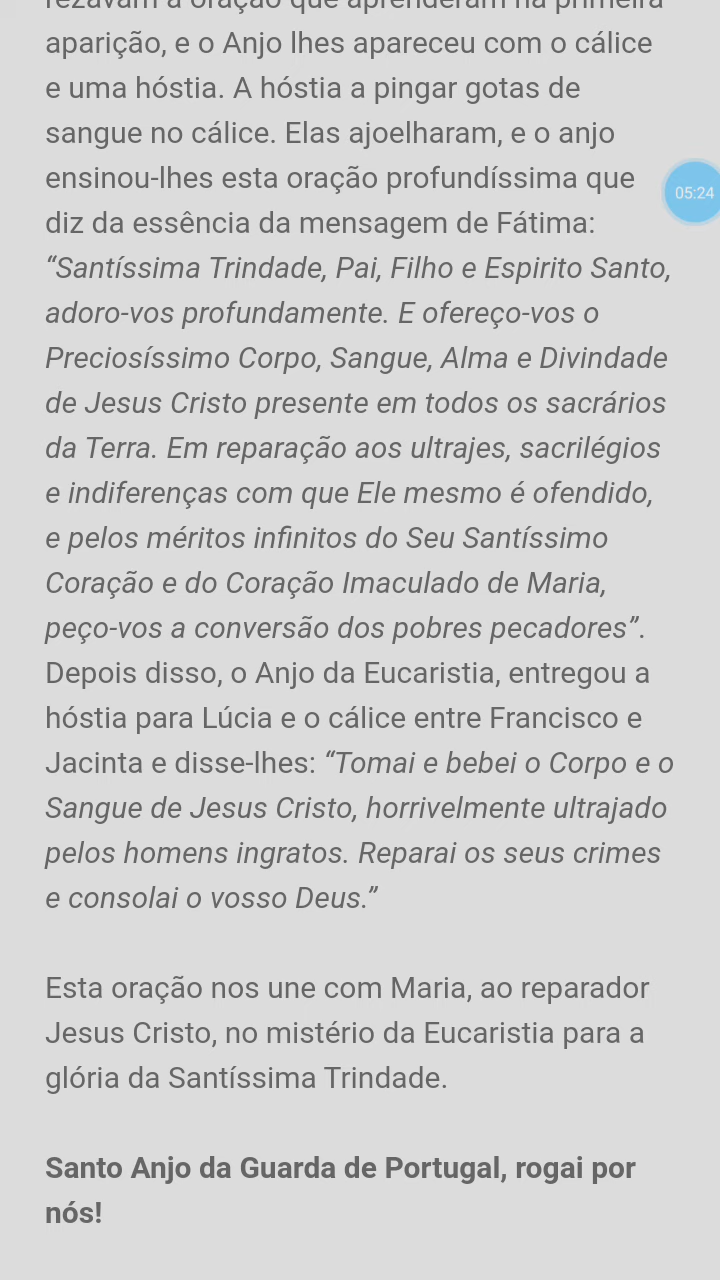 rezavam a oração que aprenderam na primeira
aparição, e o Anjo lhes apareceu com o cálice
e uma hóstia. A hóstia a pingar gotas de
sangue no cálice. Elas ajoelharam, e o anjo
ensinou-lhes esta oração profundíssima que
05:24
diz da essência da mensagem de Fátima:
“Santíssima Trindade, Pai, Filho e Espirito Santo,
adoro-vos profundamente. E ofereço-vos o
Preciosíssimo Corpo, Sangue, Alma e Divindade
de Jesus Cristo presente em todos os sacrários
da Terra. Em reparação aos ultrajes, sacrilégios
e indiferenças com que Ele mesmo é ofendido,
e pelos méritos infinitos do Seu Santíssimo
Coração e do Coração Imaculado de Maria,
peço-vos a conversão dos pobres pecadores”.
Depois disso, o Anjo da Eucaristia, entregou a
hóstia para Lúcia e o cálice entre Francisco e
Jacinta e disse-lhes: “Tomai e bebei o Corpo e o
Sangue de Jesus Cristo, horrivelmente ultrajado
pelos homens ingratos. Reparai os seus crimes
e consolai o vosso Deus.”
Esta oração nos une com Maria, ao reparador
Jesus Cristo, no mistério da Eucaristia para a
glória da Santíssima Trindade.
Santo Anjo da Guarda de Portugal, rogai por
nós!